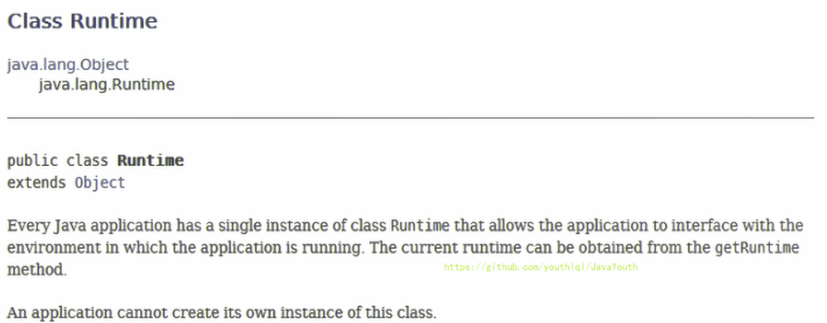 Class Runtime
java.lang.Object
java.lang.Runtime
public class Runtime
extends Object
Every Java application has a single instance of class Runtime that allows the application to interface with the
environment in which the application is running. The current runtime can be obtained from the getRuntime
method.
https://github.com/youthlql/JavaYouth
An application cannot create its own instance of this class.